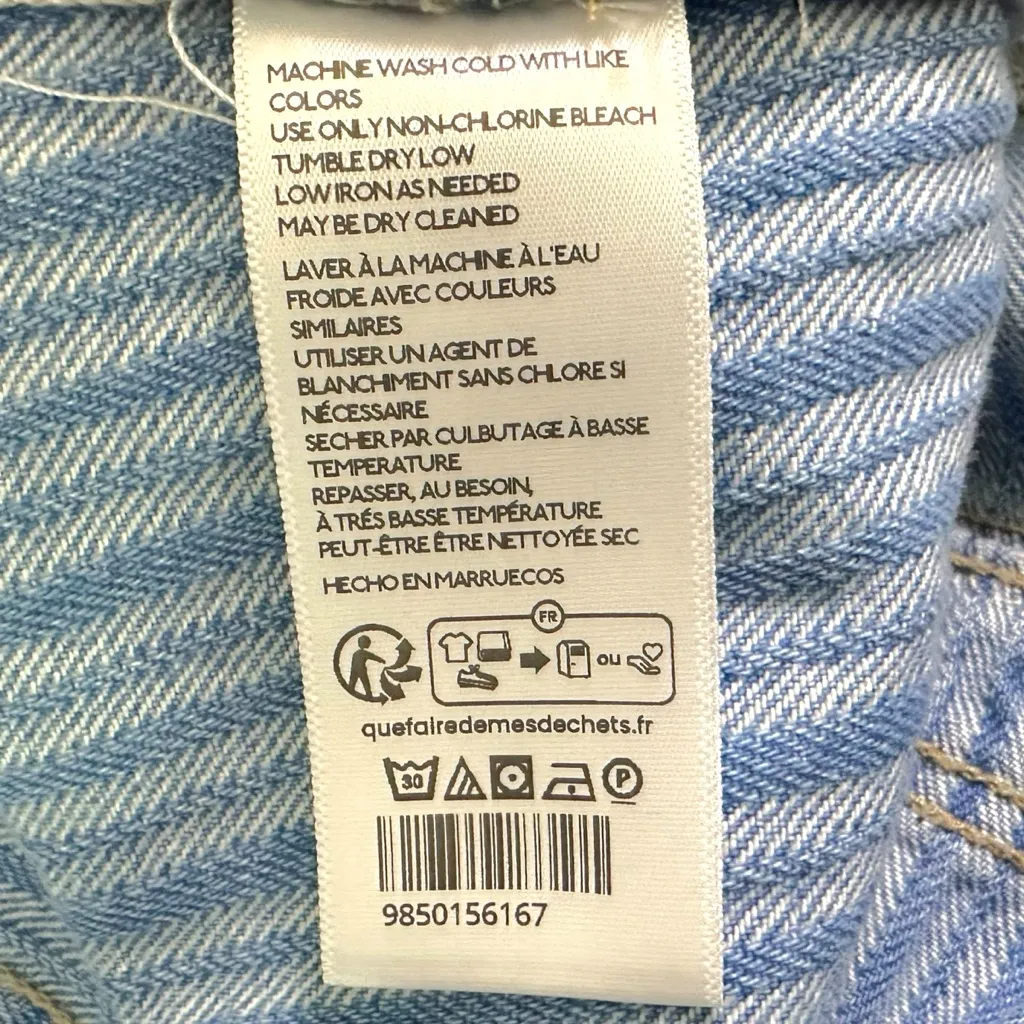 MACHINE WASH COLD WITH LIKE
COLORS
USE ONLY NON-CHLORINE BLEACH
TUMBLE DRY LOW
LOW IRON AS NEEDED
MAY BE DRY CLEANED
LAVER À LA MACHINE À L'EAU
FROIDE AVEC COULEURS
SIMILAIRES
UTILISER UN AGENT DE
BLANCHIMENT SANS CHLORE SI
NÉCESSAIRE
SECHER PAR CULBUTAGE À BASSE
TEMPERATURE
REPASSER, AU BESOIN,
À TRÉS BASSE TEMPÉRATURE
PEUT-ÊTRE ÊTRE NETTOYÉE SEC
HECHO EN MARRUECOS
FR
ou
quefairedemesdechets.fr
30 P
9850156167